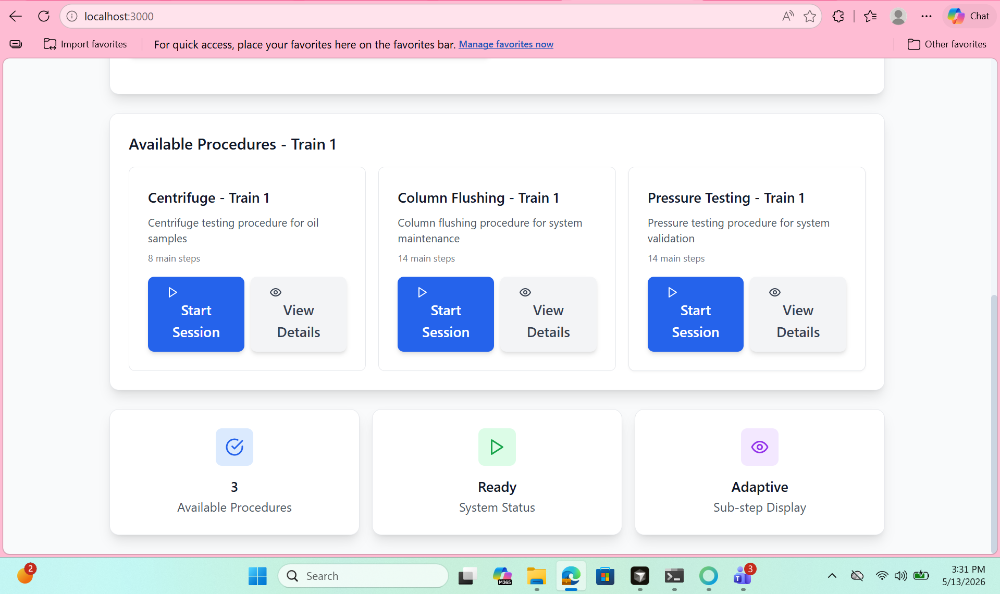 localhost:3000
Chat
Import favorites
For quick access, place your favorites here on the favorites bar. Manage favorites now
Other favorites
Available Procedures - Train 1
Centrifuge - Train 1
Centrifuge testing procedure for oil
samples
8 main steps
Start
Session
View
Details
Column Flushing - Train 1
Column flushing procedure for system
maintenance
14 main steps
Start
Session
View
Details
Pressure Testing - Train 1
Pressure testing procedure for system
validation
14 main steps
Start
Session
View
Details
3
Available Procedures
Ready
System Status
Adaptive
Sub-step Display
2
Search
M365
T
3
3:31 PM
5/13/2026